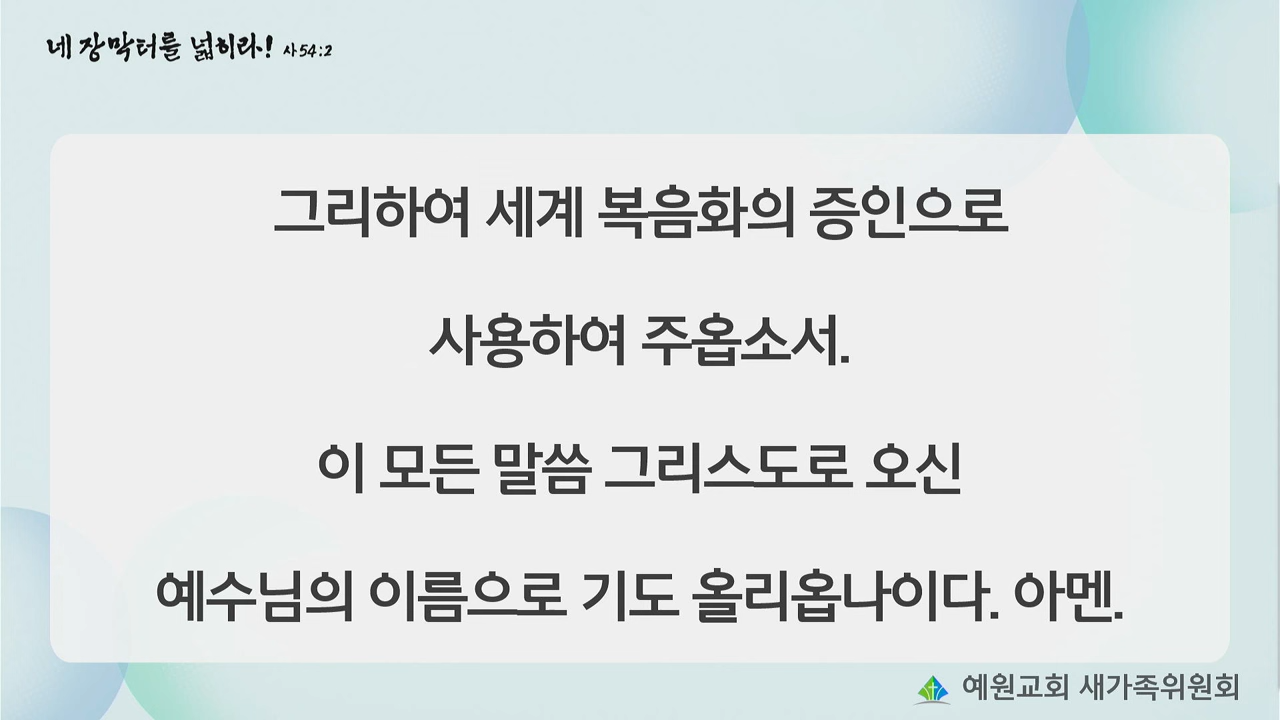 네 장막터를 넓히라! 사54:2
그리하여 세계 복음화의 증인으로
사용하여 주옵소서.
이 모든 말씀 그리스도로 오신
예수님의 이름으로 기도 올리옵나이다. 아멘.
예원교회 새가족위원회